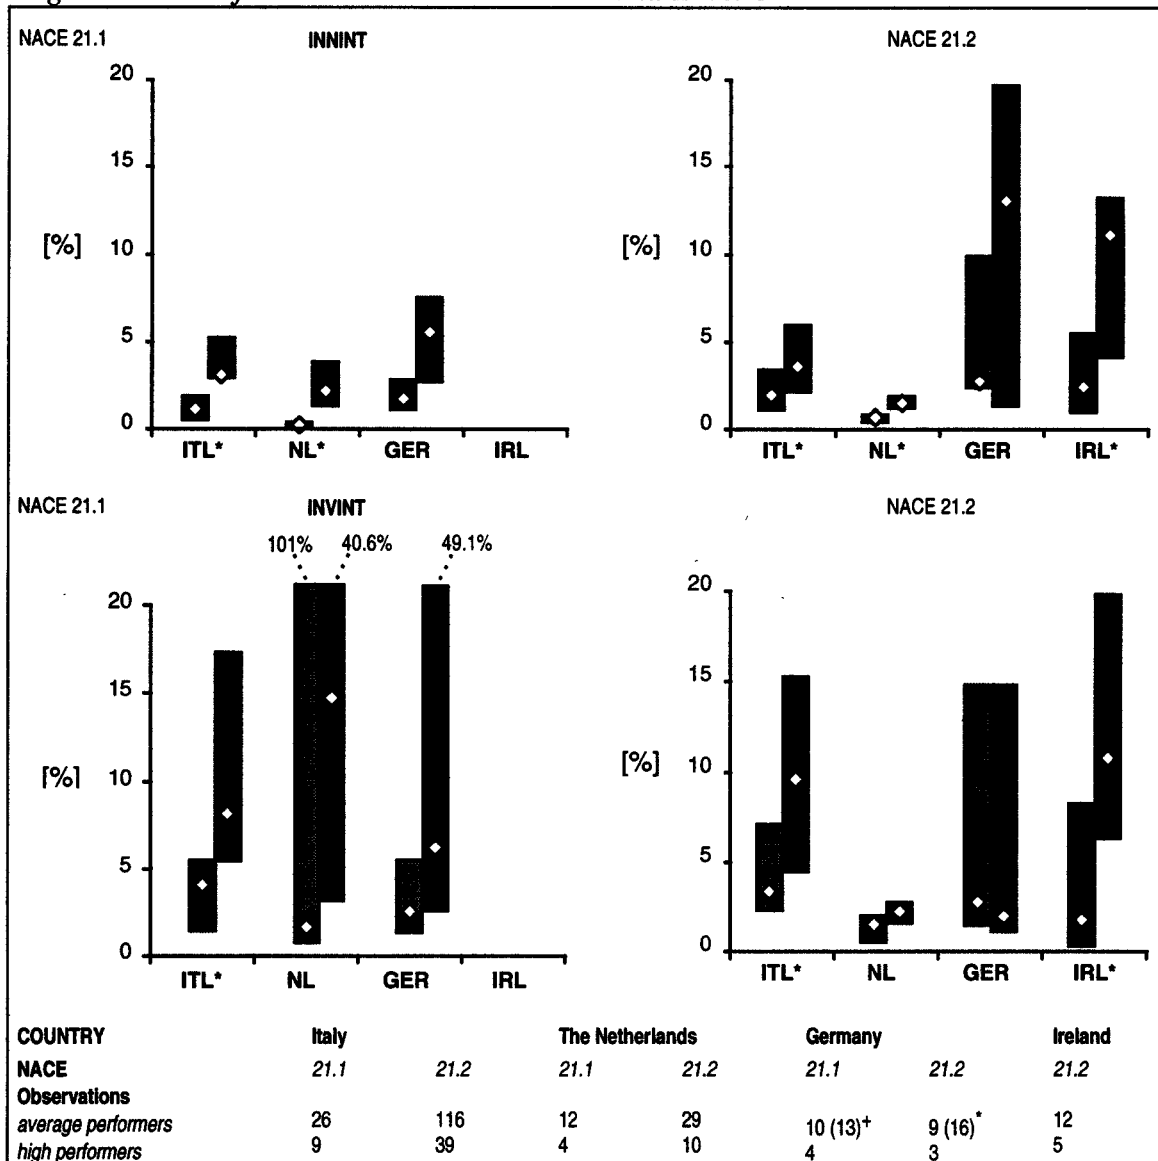 NACE 21.1 INNINT NACE 21.2
20 20
15 15
[%] 10 [%] 10
5 5
0 0
ITL* NL* GER IRL ITL* NL* GER IRL*
NACE 21.1 INVINT NACE 21.2
101% 40.6% 49.1%
20 20
15 15
[%] 10 [%] 10
5 5
0 0
ITL* NL GER IRL ITL* NL GER IRL*
COUNTRY Italy The Netherlands Germany Ireland
NACE 21.1 21.2 21.1 21.2 21.1 21.2 21.2
Observations
average performers 26 116 12 29 10 (13)+ 9 (16)* 12
high performers 9 39 4 10 4 3 5